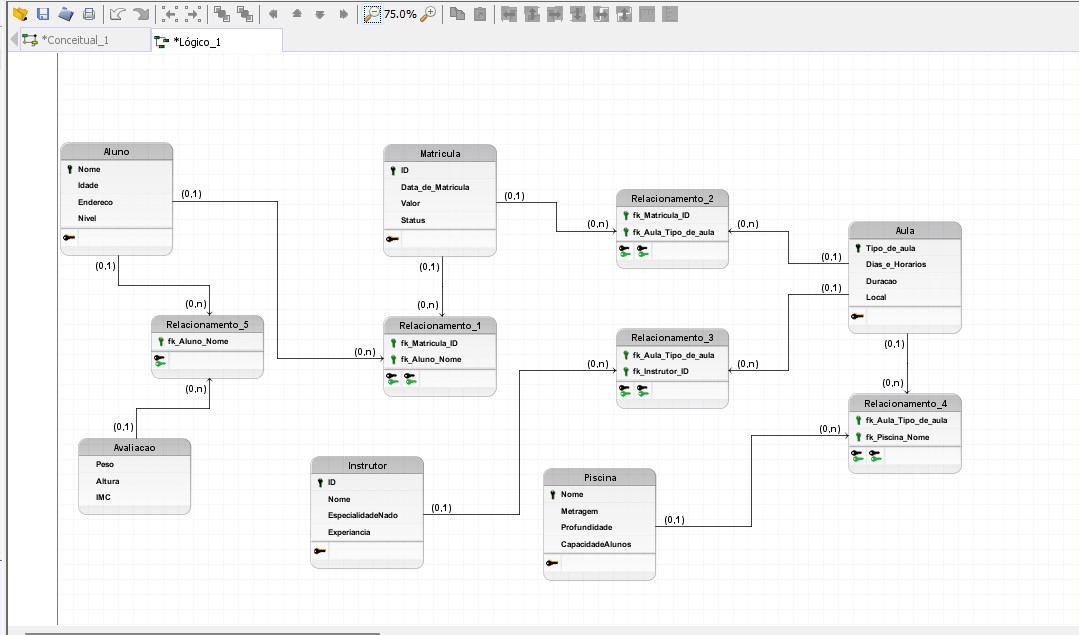 75.0%
*Conceitual_1
*Lógico_1
Aluno
Nome
Idade
Endereco
Nivel
(0,1)
(0,1)
Matricula
ID
Data_de_Matricula
Valor
Status
(0,1)
(0,1)
(0,n)
Relacionamento_2
fk_Matricula_ID
fk_Aula_Tipo_de_aula
(0,n)
(0,1)
Aula
Tipo_de_aula
Dias_e_Horarios
Duracao
Local
(0,1)
(0,1)
(0,n)
Relacionamento_5
fk_Aluno_Nome
(0,n)
(0,n)
(0,n)
Relacionamento_1
fk_Matricula_ID
fk_Aluno_Nome
Relacionamento_3
fk_Aula_Tipo_de_aula
fk_Instrutor_ID
(0,n)
(0,n)
(0,n)
Relacionamento_4
fk_Aula_Tipo_de_aula
fk_Piscina_Nome
(0,n)
(0,1)
Avaliacao
Peso
Altura
IMC
Instrutor
ID
Nome
EspecialidadeNado
Experiancia
(0,1)
Piscina
Nome
Metragem
Profundidade
CapacidadeAlunos
(0,1)